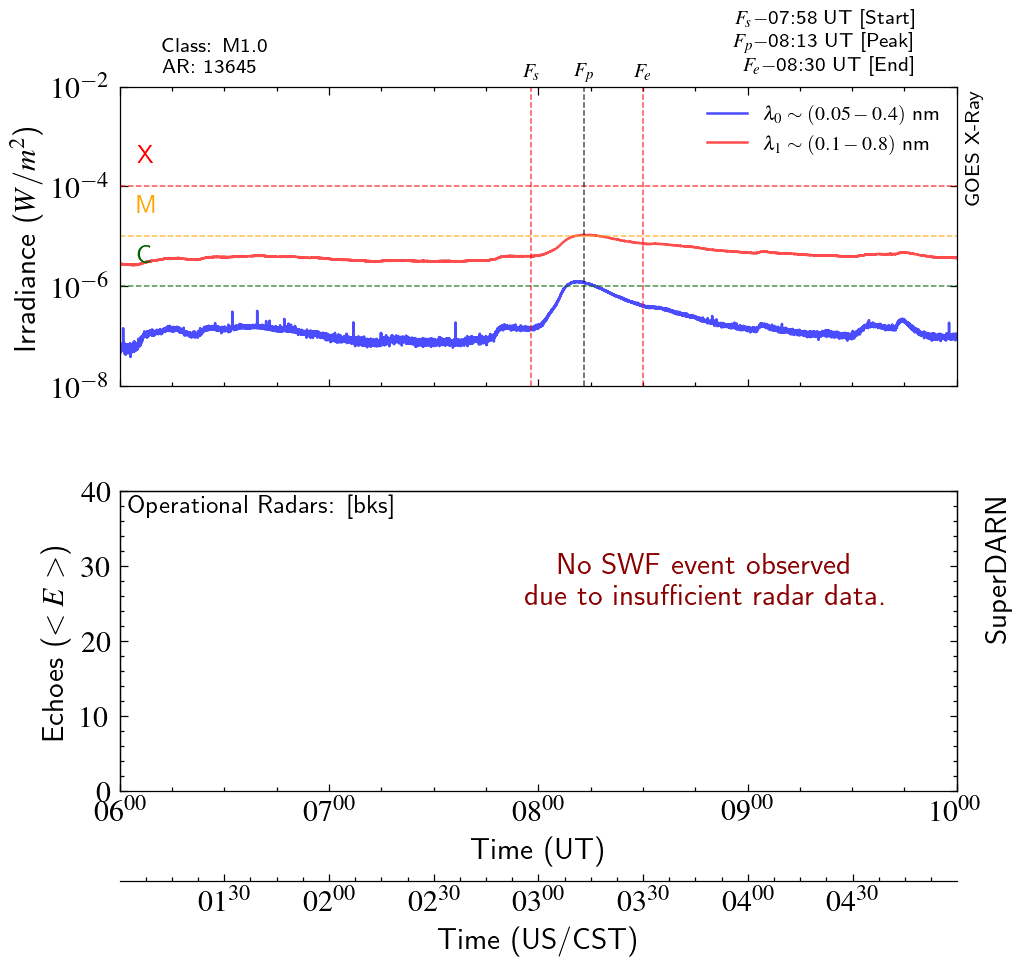 Class: M1.0
AR: 13645
F_s−07:58 UT [Start]
F_p−08:13 UT [Peak]
F_e−08:30 UT [End]
F_s F_p F_e
10^−2
10^−4
10^−6
10^−8
Irradiance (W/m^2)
X
M
C
λ_0 ~ (0.05 − 0.4) nm
λ_1 ~ (0.1 − 0.8) nm
GOES X-Ray
Operational Radars: [bks]
No SWF event observed
due to insufficient radar data.
40
30
20
10
0
Echoes (< E >)
SuperDARN
06^00 07^00 08^00 09^00 10^00
Time (UT)
01^30 02^00 02^30 03^00 03^30 04^00 04^30
Time (US/CST)